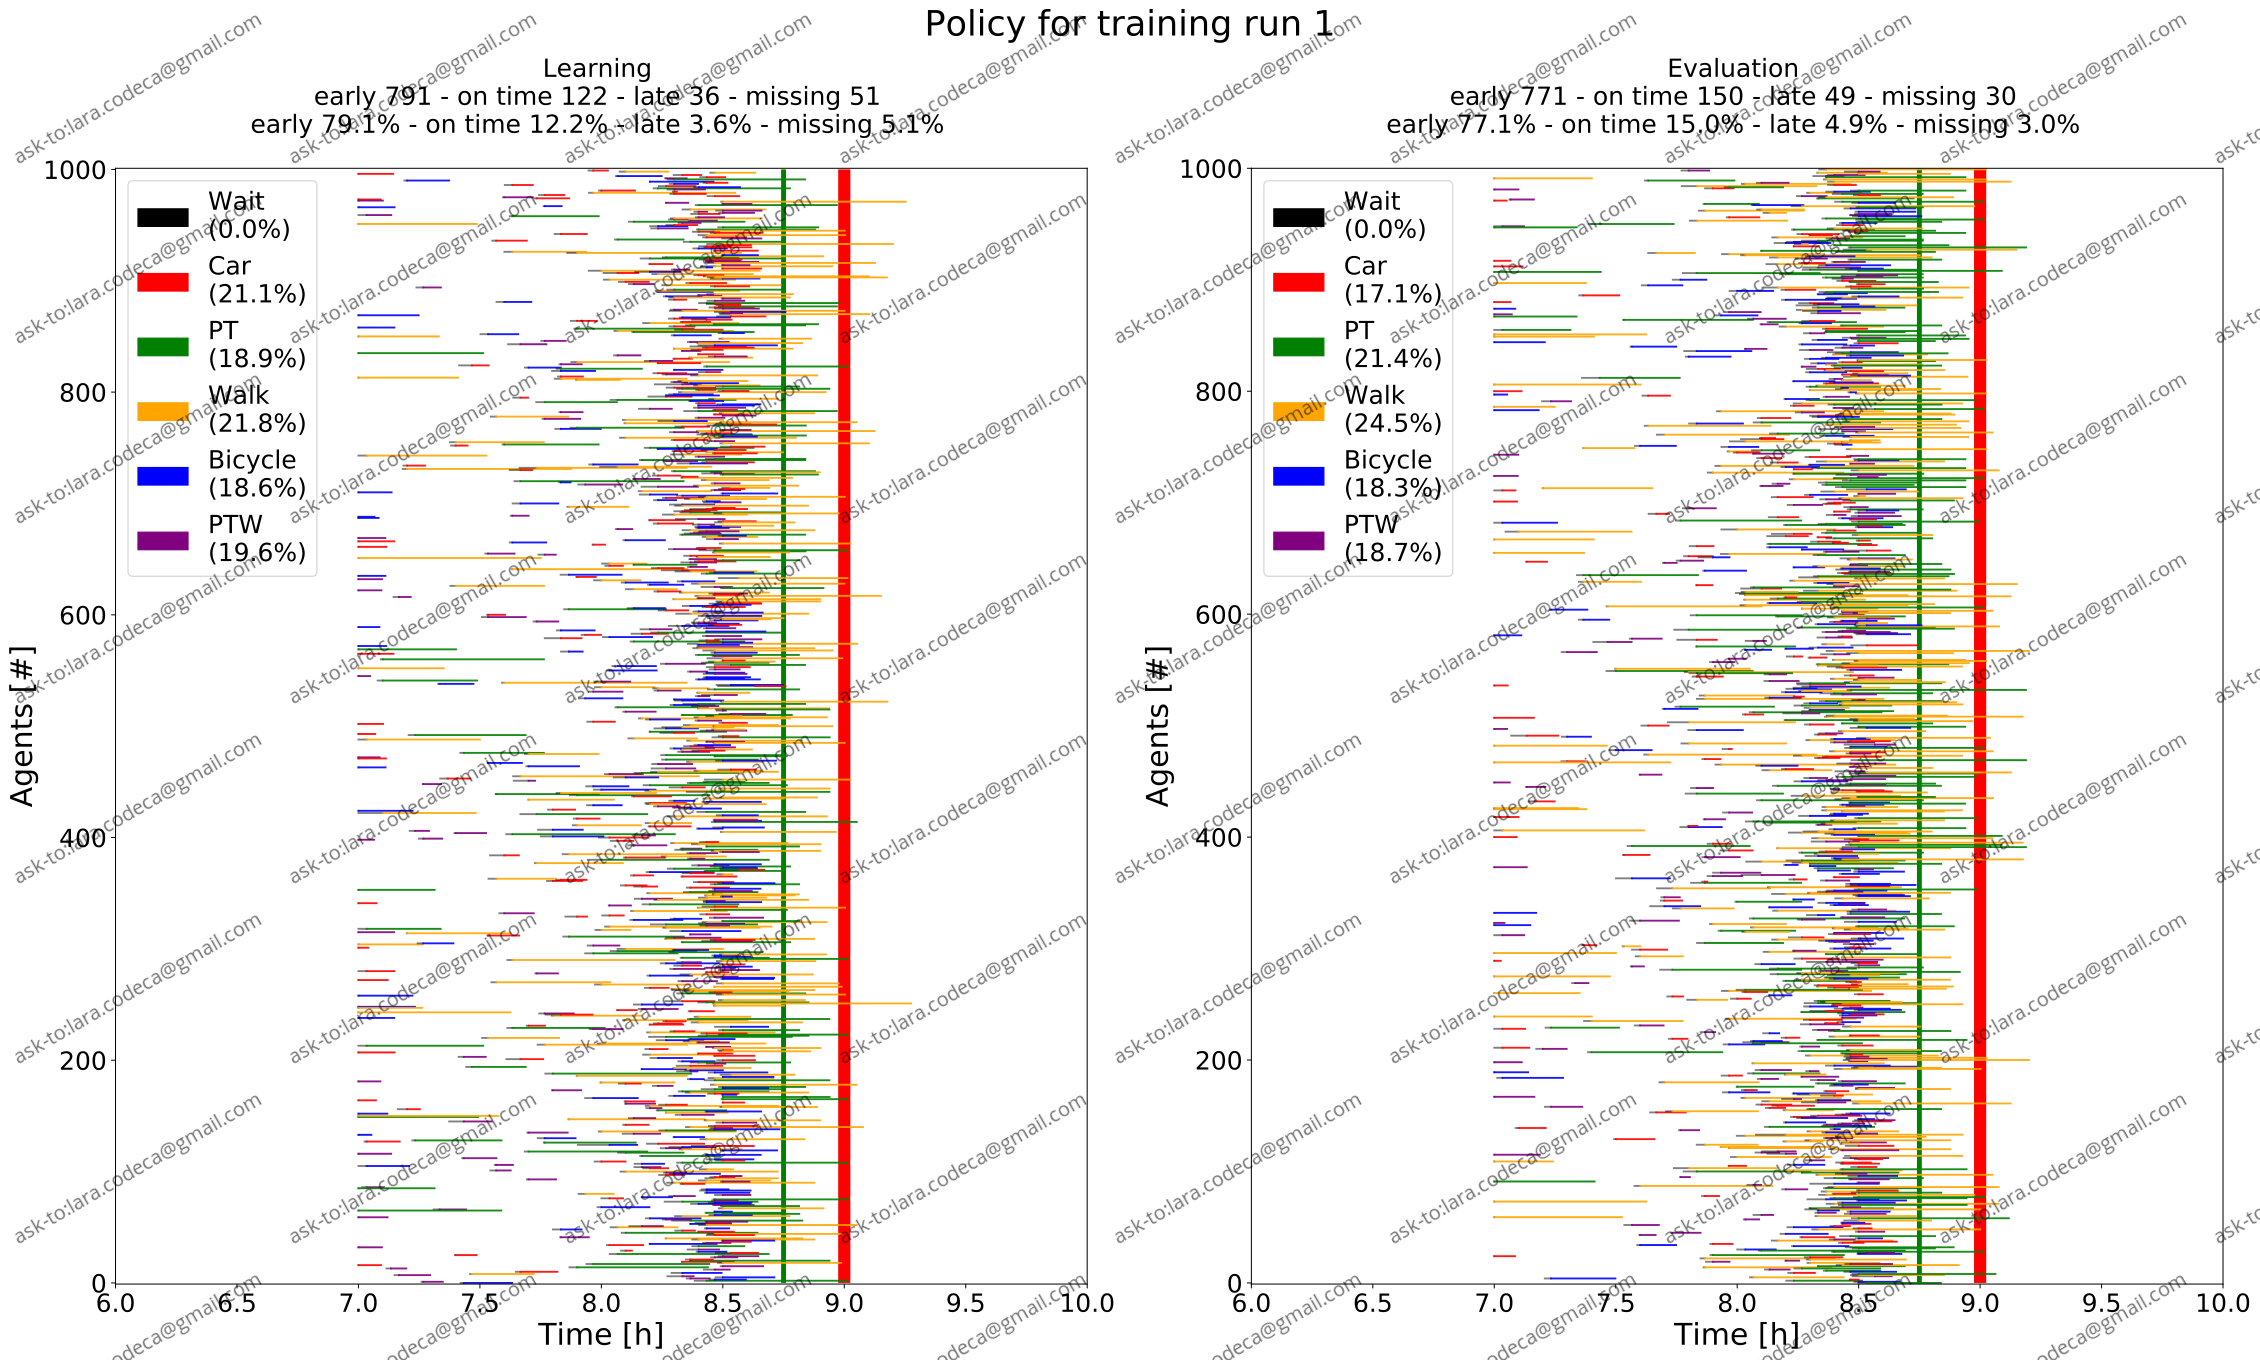 Policy for training run 1
Learning
early 791 - on time 122 - late 36 - missing 51
early 79.1% - on time 12.2% - late 3.6% - missing 5.1%
1000
800
600
400
200
0
Agents [#]
Wait
(0.0%)
Car
(21.1%)
PT
(18.9%)
Walk
(21.8%)
Bicycle
(18.6%)
PTW
(19.6%)
6.0 6.5 7.0 7.5 8.0 8.5 9.0 9.5 10.0
Time [h]
Evaluation
early 771 - on time 150 - late 49 - missing 30
early 77.1% - on time 15.0% - late 4.9% - missing 3.0%
1000
800
600
400
200
0
Agents [#]
Wait
(0.0%)
Car
(17.1%)
PT
(21.4%)
Walk
(24.5%)
Bicycle
(18.3%)
PTW
(18.7%)
6.0 6.5 7.0 7.5 8.0 8.5 9.0 9.5 10.0
Time [h]
ask-to:lara.codeca@gmail.com